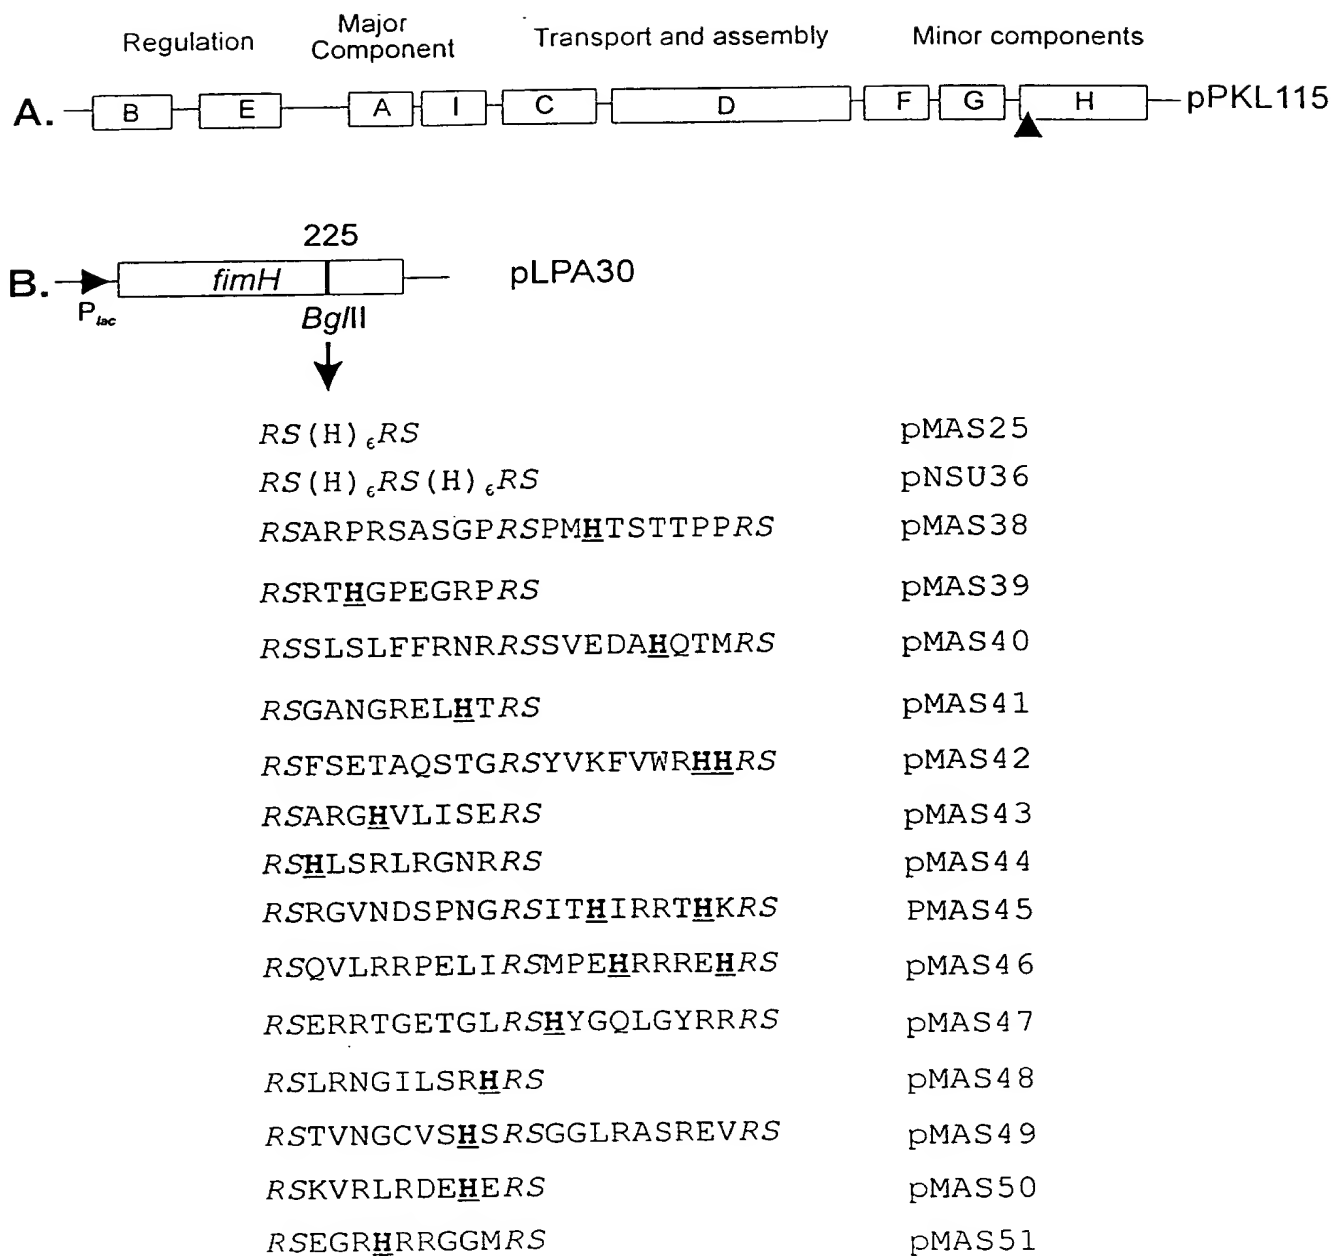 Regulation
Major Component
Transport and assembly
Minor components
A. B E A I C D F G H pPKL115
225
B. fimH pLPA30
Plac
BglII
RS(H)6RS pMAS25
RS(H)6RS(H)6RS pNSU36
RSARPRSASGPRSPMHTSTTPPRS pMAS38
RSRTHGPEGRPRS pMAS39
RSSLSLFFRNRRSSVEDAHQTMRS pMAS40
RSGANGRELHTRS pMAS41
RSFSETAQSTGRSYVKFVWRHHRS pMAS42
RSARGHVLISERS pMAS43
RSHLSRLRGNRRS pMAS44
RSRGVNDSPNGRSITHIRRTHKRS PMAS45
RSQVLRRPELIRSMPEHRRREHRS pMAS46
RSERRTGETGLRSHYGQLGYRRRS pMAS47
RSLRNGILSRHRS pMAS48
RSTVNGCVSHSRSGGLRASREVRS pMAS49
RSKVRLRDEHERS pMAS50
RSEGRHRRGGMRS pMAS51